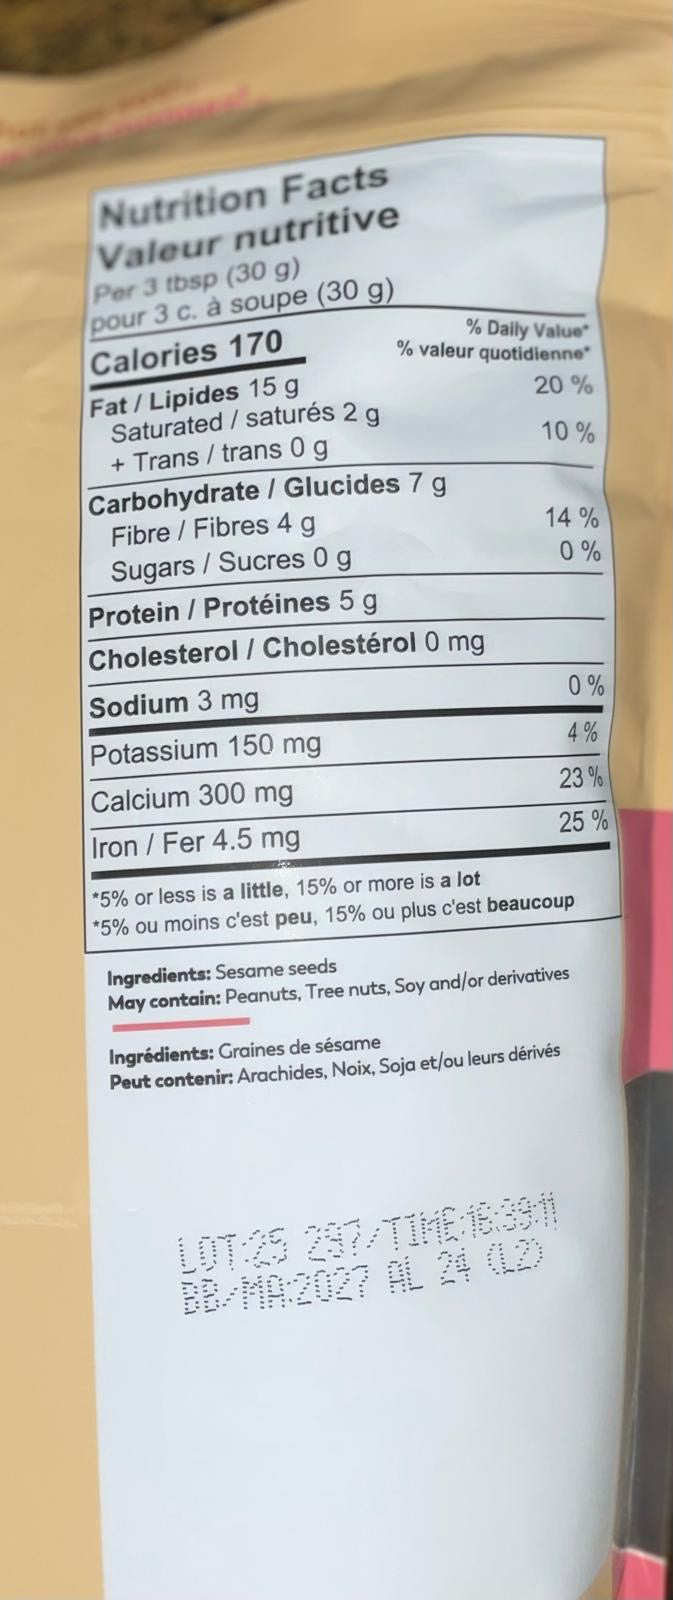 Nutrition Facts
Valeur nutritive
Per 3 tbsp (30 g)
pour 3 c. à soupe (30 g)
Calories 170
% Daily Value*
% valeur quotidienne*
Fat / Lipides 15 g 20 %
Saturated / saturés 2 g
+ Trans / trans 0 g 10 %
Carbohydrate / Glucides 7 g
Fibre / Fibres 4 g 14 %
Sugars / Sucres 0 g 0 %
Protein / Protéines 5 g
Cholesterol / Cholestérol 0 mg
Sodium 3 mg 0 %
Potassium 150 mg 4 %
Calcium 300 mg 23 %
Iron / Fer 4.5 mg 25 %
*5% or less is a little, 15% or more is a lot
*5% ou moins c'est peu, 15% ou plus c'est beaucoup
Ingredients: Sesame seeds
May contain: Peanuts, Tree nuts, Soy and/or derivatives
Ingrédients: Graines de sésame
Peut contenir: Arachides, Noix, Soja et/ou leurs dérivés
LOT:25 297/TIME:16:39:11
BB/MA:2027 AL 24 (L2)